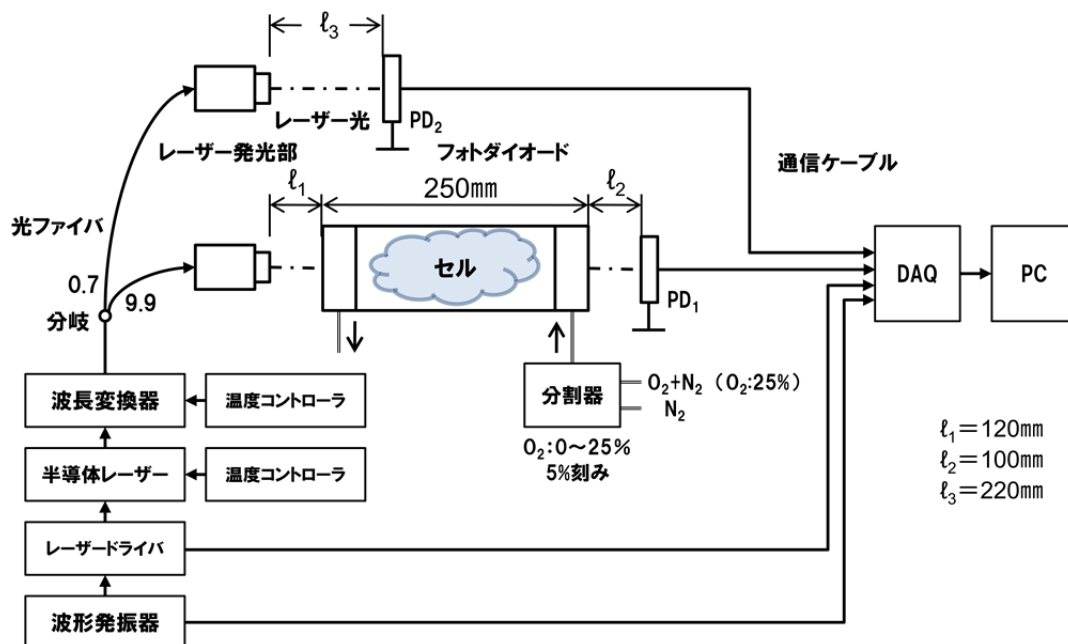 ℓ₃
レーザー光
PD₂
レーザー発光部
フォトダイオード
通信ケーブル
ℓ₁
250㎜
ℓ₂
光ファイバ
セル
DAQ
PC
0.7
9.9
分岐
PD₁
波長変換器
温度コントローラ
分割器
O₂+N₂ (O₂:25%)
N₂
O₂:0~25%
5%刻み
半導体レーザー
温度コントローラ
ℓ₁=120㎜
ℓ₂=100㎜
ℓ₃=220㎜
レーザードライバ
波形発振器